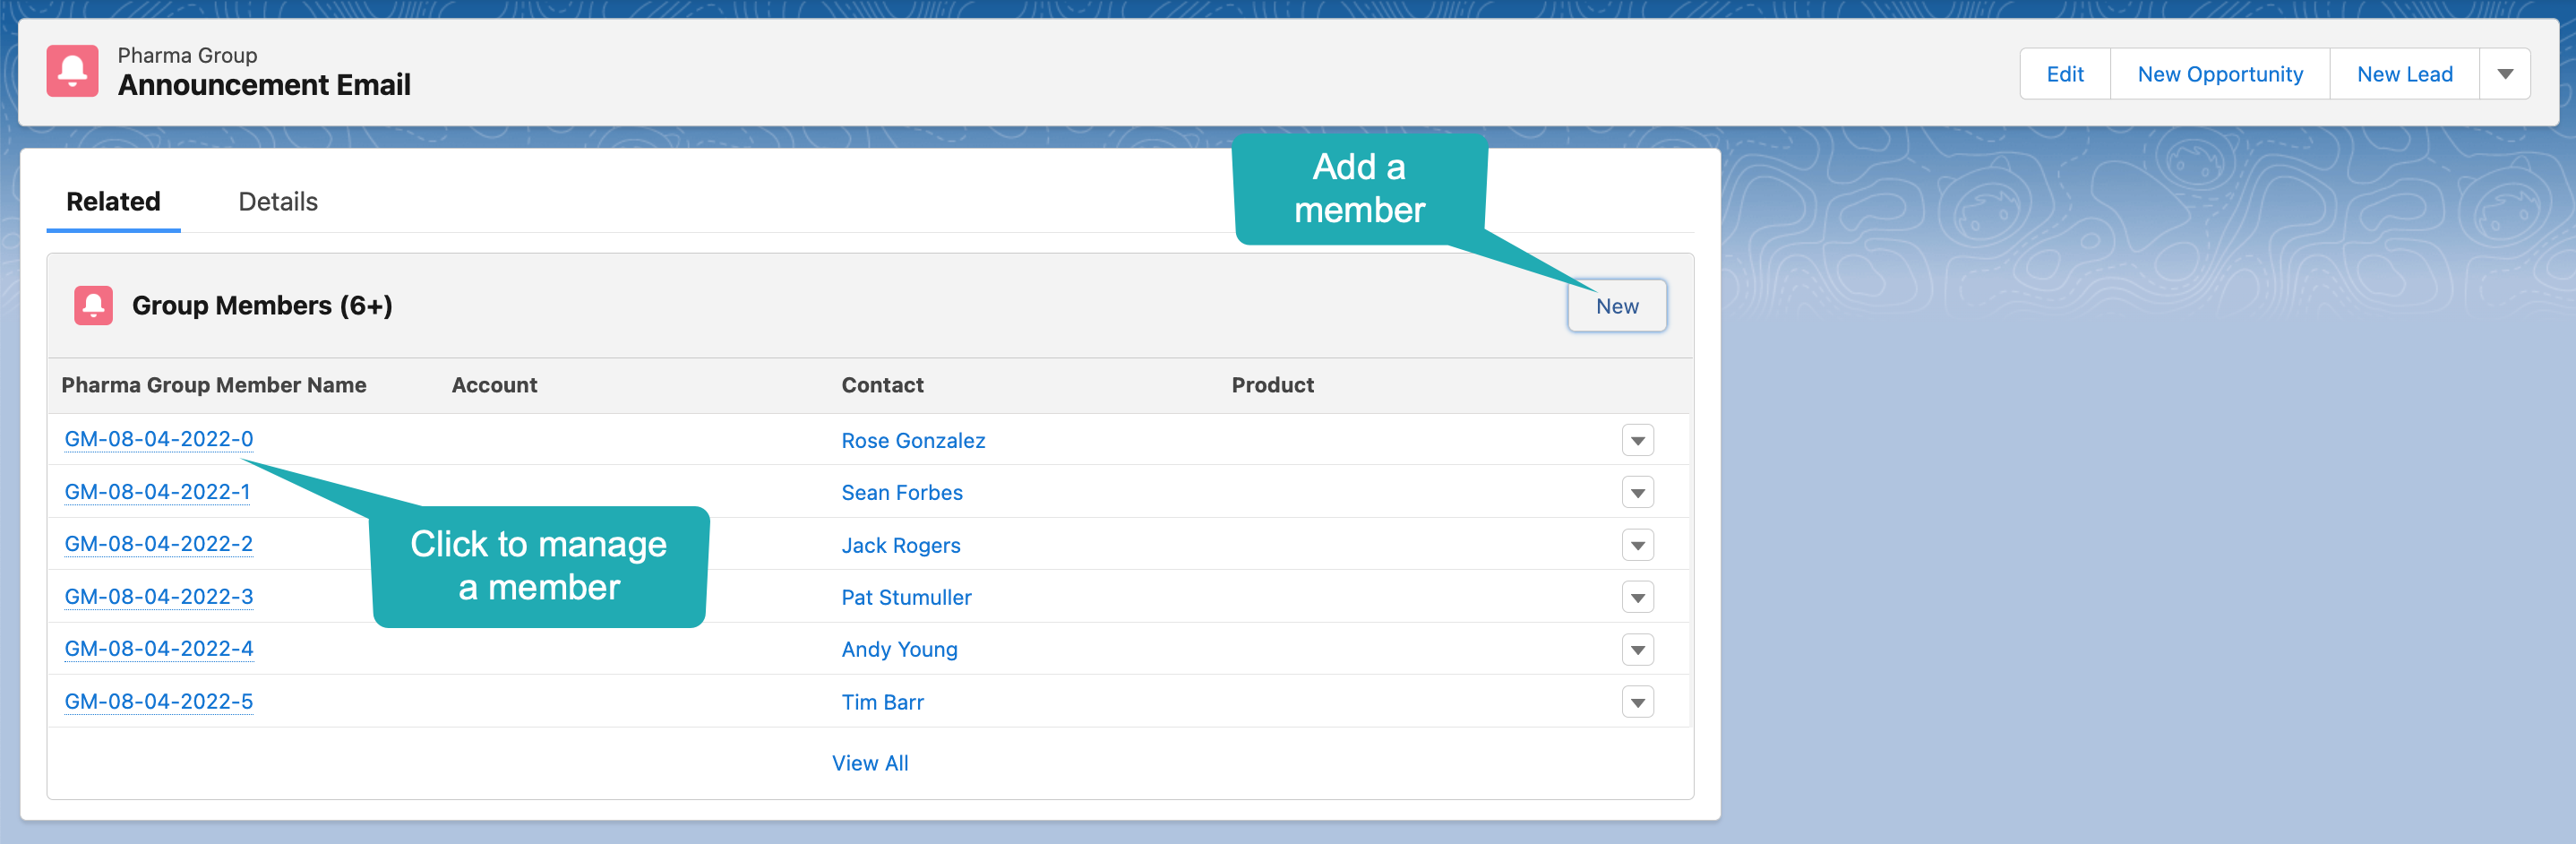 Pharma Group
Announcement Email
Edit
New Opportunity
New Lead
Related
Details
Add a
member
Group Members (6+)
New
Pharma Group Member Name
Account
Contact
Product
GM-08-04-2022-0
Rose Gonzalez
GM-08-04-2022-1
Sean Forbes
Click to manage
a member
GM-08-04-2022-2
Jack Rogers
GM-08-04-2022-3
Pat Stumuller
GM-08-04-2022-4
Andy Young
GM-08-04-2022-5
Tim Barr
View All